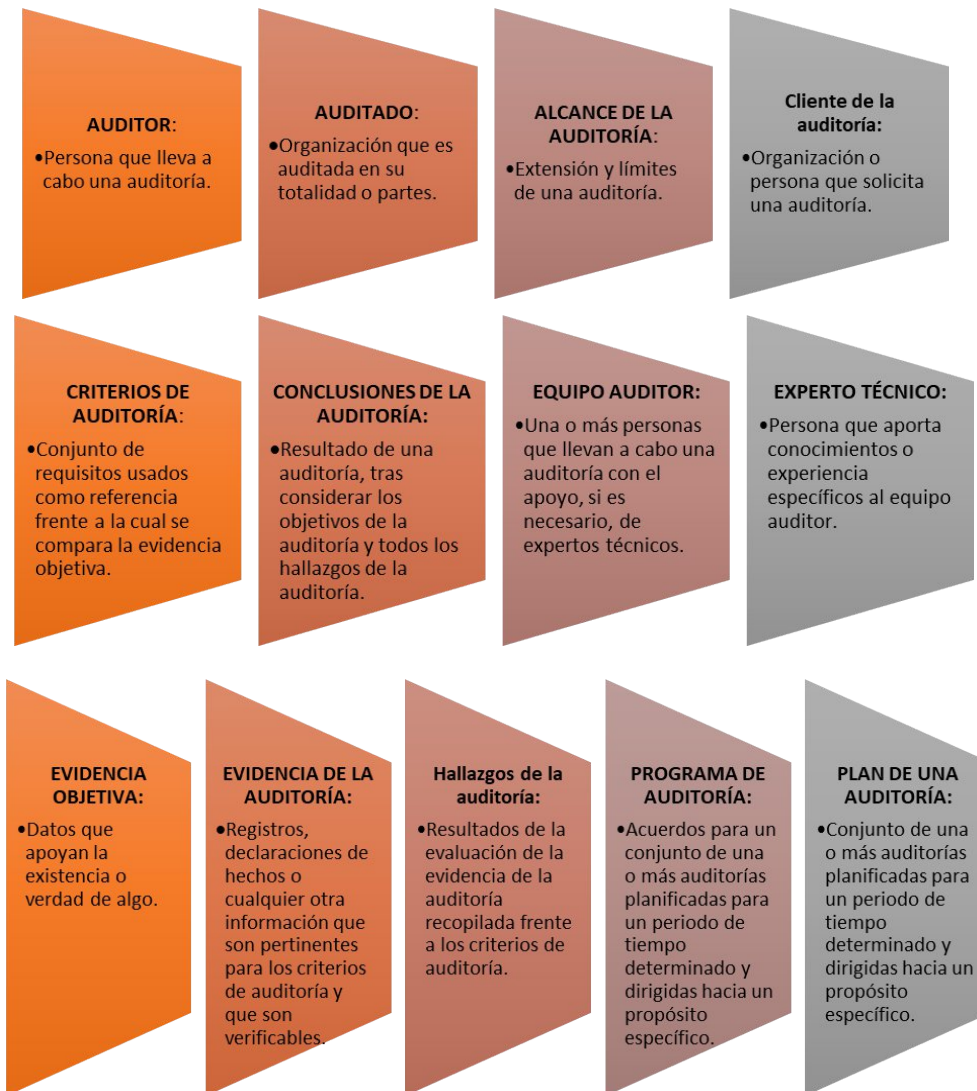 AUDITOR:
•Persona que lleva a
cabo una auditoría.
AUDITADO:
•Organización que es
auditada en su
totalidad o partes.
ALCANCE DE LA
AUDITORÍA:
•Extensión y límites
de una auditoría.
Cliente de la
auditoría:
•Organización o
persona que solicita
una auditoría.
CRITERIOS DE
AUDITORÍA:
•Conjunto de
requisitos usados
como referencia
frente a la cual se
compara la evidencia
objetiva.
CONCLUSIONES DE LA
AUDITORÍA:
•Resultado de una
auditoría, tras
considerar los
objetivos de la
auditoría y todos los
hallazgos de la
auditoría.
EQUIPO AUDITOR:
•Una o más personas
que llevan a cabo una
auditoría con el
apoyo, si es
necesario, de
expertos técnicos.
EXPERTO TÉCNICO:
•Persona que aporta
conocimientos o
experiencia
específicos al equipo
auditor.
EVIDENCIA
OBJETIVA:
•Datos que
apoyan la
existencia o
verdad de algo.
EVIDENCIA DE LA
AUDITORÍA:
•Registros,
declaraciones de
hechos o
cualquier otra
información que
son pertinentes
para los criterios
de auditoría y
que son
verificables.
Hallazgos de la
auditoría:
•Resultados de la
evaluación de la
evidencia de la
auditoría
recopilada frente
a los criterios de
auditoría.
PROGRAMA DE
AUDITORÍA:
•Acuerdos para un
conjunto de una
o más auditorías
planificadas para
un periodo de
tiempo
determinado y
dirigidas hacia un
propósito
específico.
PLAN DE UNA
AUDITORÍA:
•Conjunto de una
o más auditorías
planificadas para
un periodo de
tiempo
determinado y
dirigidas hacia un
propósito
específico.